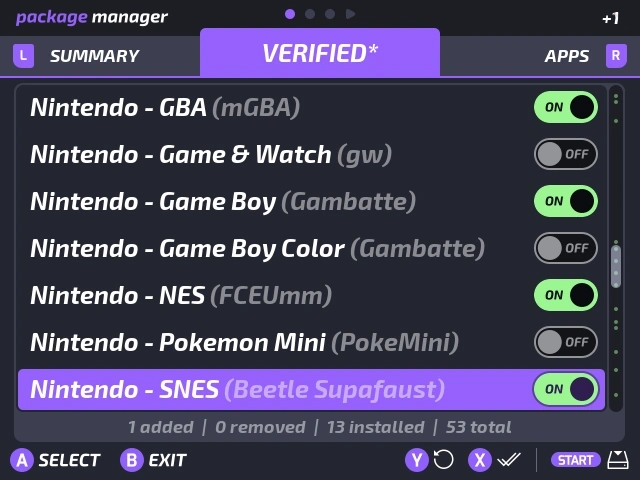 package manager
+1
L SUMMARY VERIFIED* APPS R
Nintendo - GBA (mGBA) ON
Nintendo - Game & Watch (gw) OFF
Nintendo - Game Boy (Gambatte) ON
Nintendo - Game Boy Color (Gambatte) OFF
Nintendo - NES (FCEUmm) ON
Nintendo - Pokemon Mini (PokeMini) OFF
Nintendo - SNES (Beetle Supafaust) ON
1 added | 0 removed | 13 installed | 53 total
A SELECT B EXIT Y X START